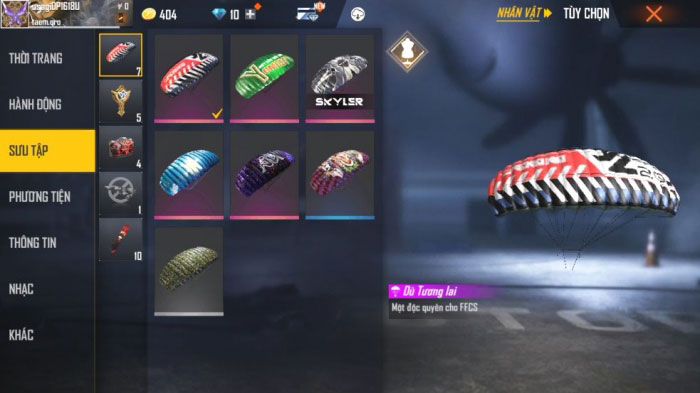 404
10
NEW
NHÂN VẬT
TÙY CHỌN
THỜI TRANG
HÀNH ĐỘNG
SƯU TẬP
PHƯƠNG TIỆN
THÔNG TIN
NHẠC
KHÁC
7
5
4
1
10
SKYLER
Dù Tương lai
Một độc quyền cho FFCS